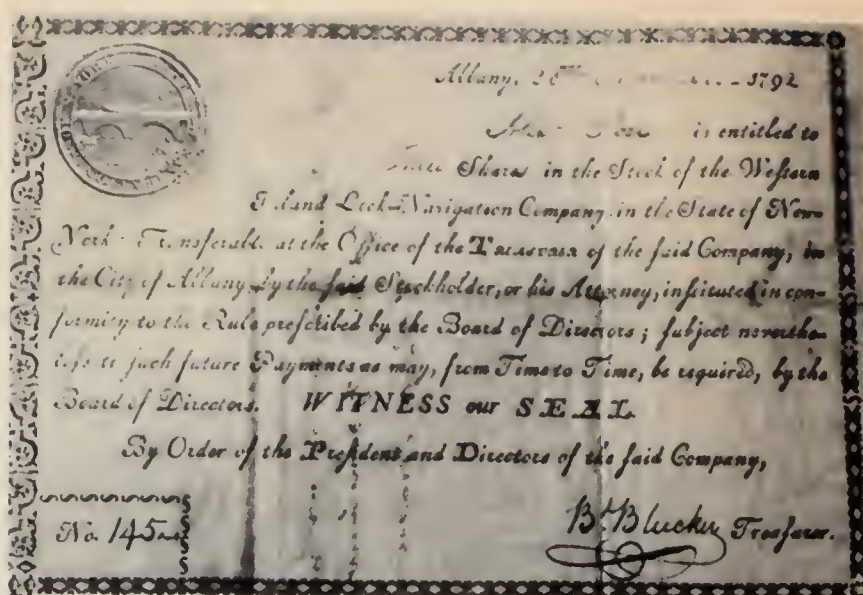 Albany, 28th 1792
is entitled to
Shares in the Stock of the Weſtern
Inland Lock-Navigation Company in the State of New-
York: Transferable at the Office of the TREASURER of the ſaid Company, in
the City of Albany, by the ſaid Stockholder, or his Attorney, inſtituted in con-
formity to the Rule preſcribed by the Board of Directors; ſubject neverthe-
leſs to ſuch future Payments as may, from Time to Time, be required, by the
Board of Directors. WITNESS our SEAL.
By Order of the Preſident and Directors of the ſaid Company,
No. 145
B. Bleecker Treaſurer.